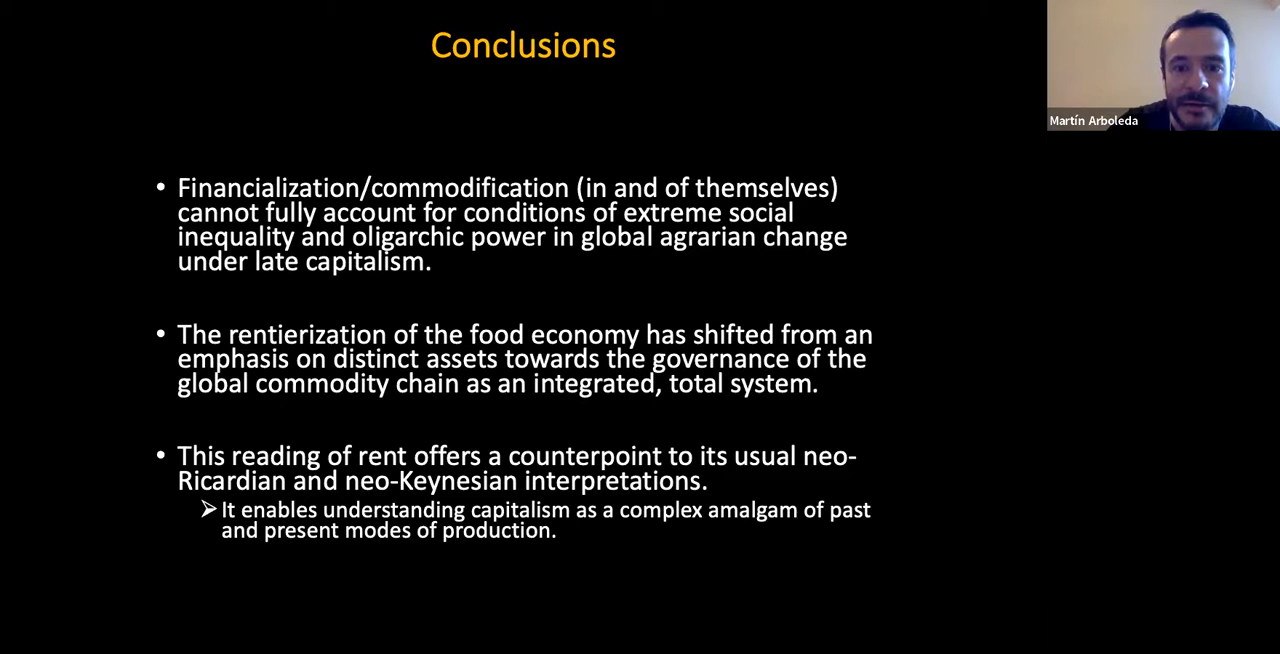 Conclusions
Martín Arboleda
• Financialization/commodification (in and of themselves)
cannot fully account for conditions of extreme social
inequality and oligarchic power in global agrarian change
under late capitalism.
• The rentierization of the food economy has shifted from an
emphasis on distinct assets towards the governance of the
global commodity chain as an integrated, total system.
• This reading of rent offers a counterpoint to its usual neo-
Ricardian and neo-Keynesian interpretations.
➢ It enables understanding capitalism as a complex amalgam of past
and present modes of production.